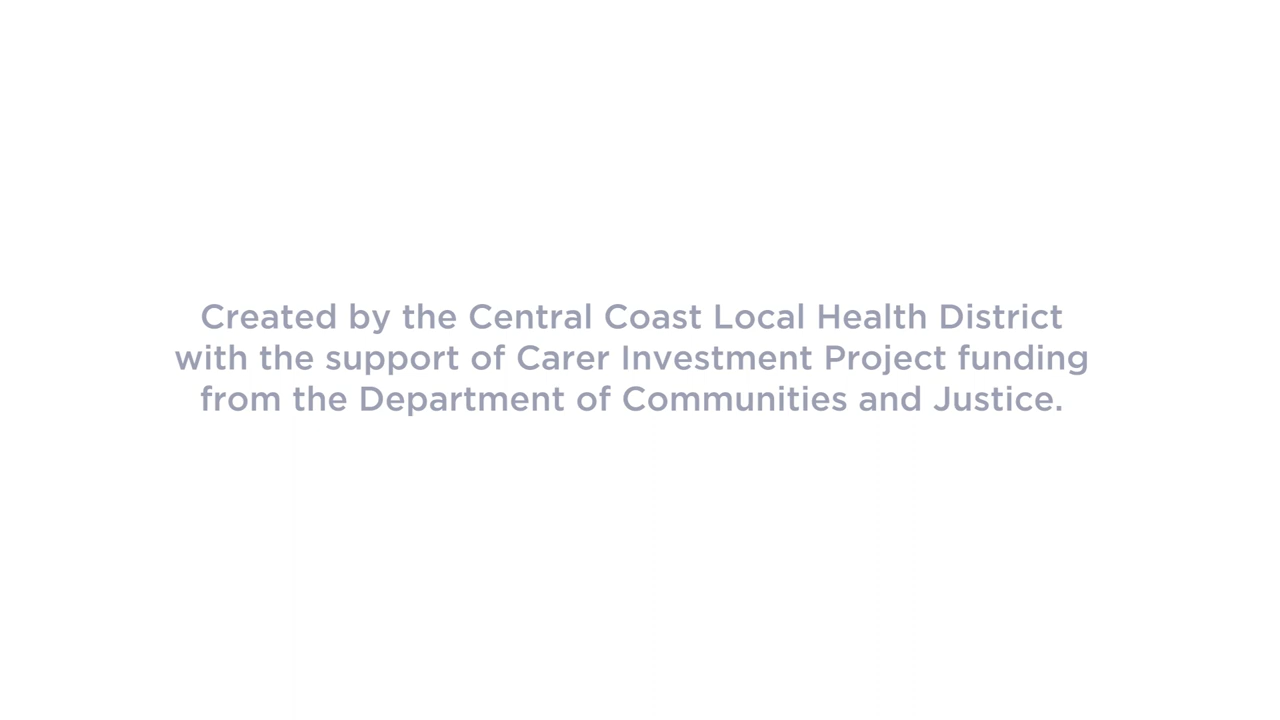 Created by the Central Coast Local Health District
with the support of Carer Investment Project funding
from the Department of Communities and Justice.